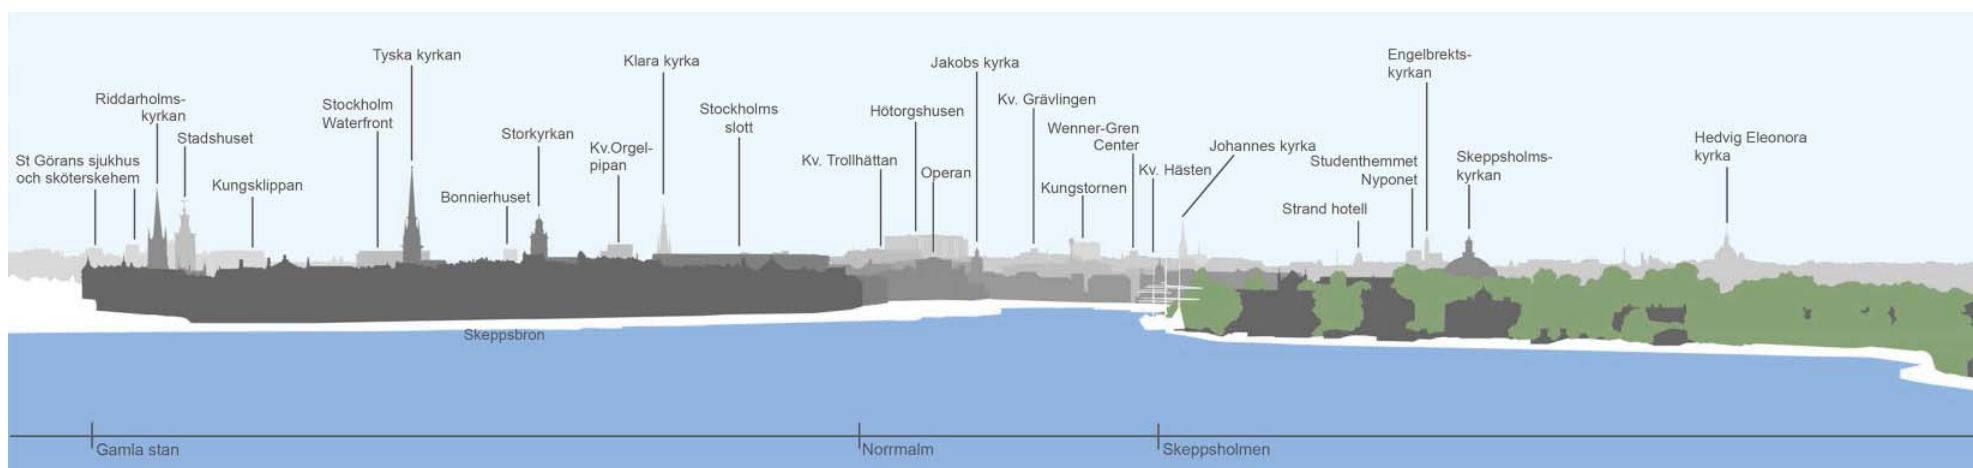 St Görans sjukhus
och sköterskehem
Riddarholms-
kyrkan
Stadshuset
Kungsklippan
Stockholm
Waterfront
Tyska kyrkan
Bonnierhuset
Storkyrkan
Kv.Orgel-
pipan
Klara kyrka
Stockholms
slott
Kv. Trollhättan
Hötorgshusen
Operan
Jakobs kyrka
Kv. Grävlingen
Kungstornen
Wenner-Gren
Center
Kv. Hästen
Johannes kyrka
Strand hotell
Studenthemmet
Nyponet
Engelbrekts-
kyrkan
Skeppsholms-
kyrkan
Hedvig Eleonora
kyrka
Skeppsbron
Gamla stan
Norrmalm
Skeppsholmen